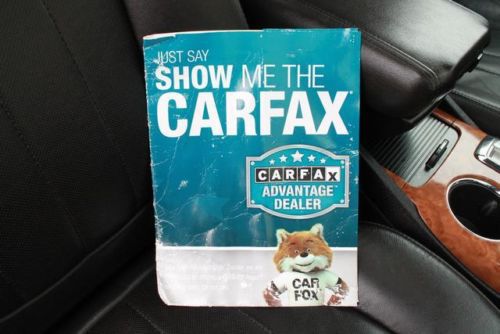 JUST SAY
SHOW ME THE
CARFAX®
CARFAX
ADVANTAGE
DEALER
CAR
FOX